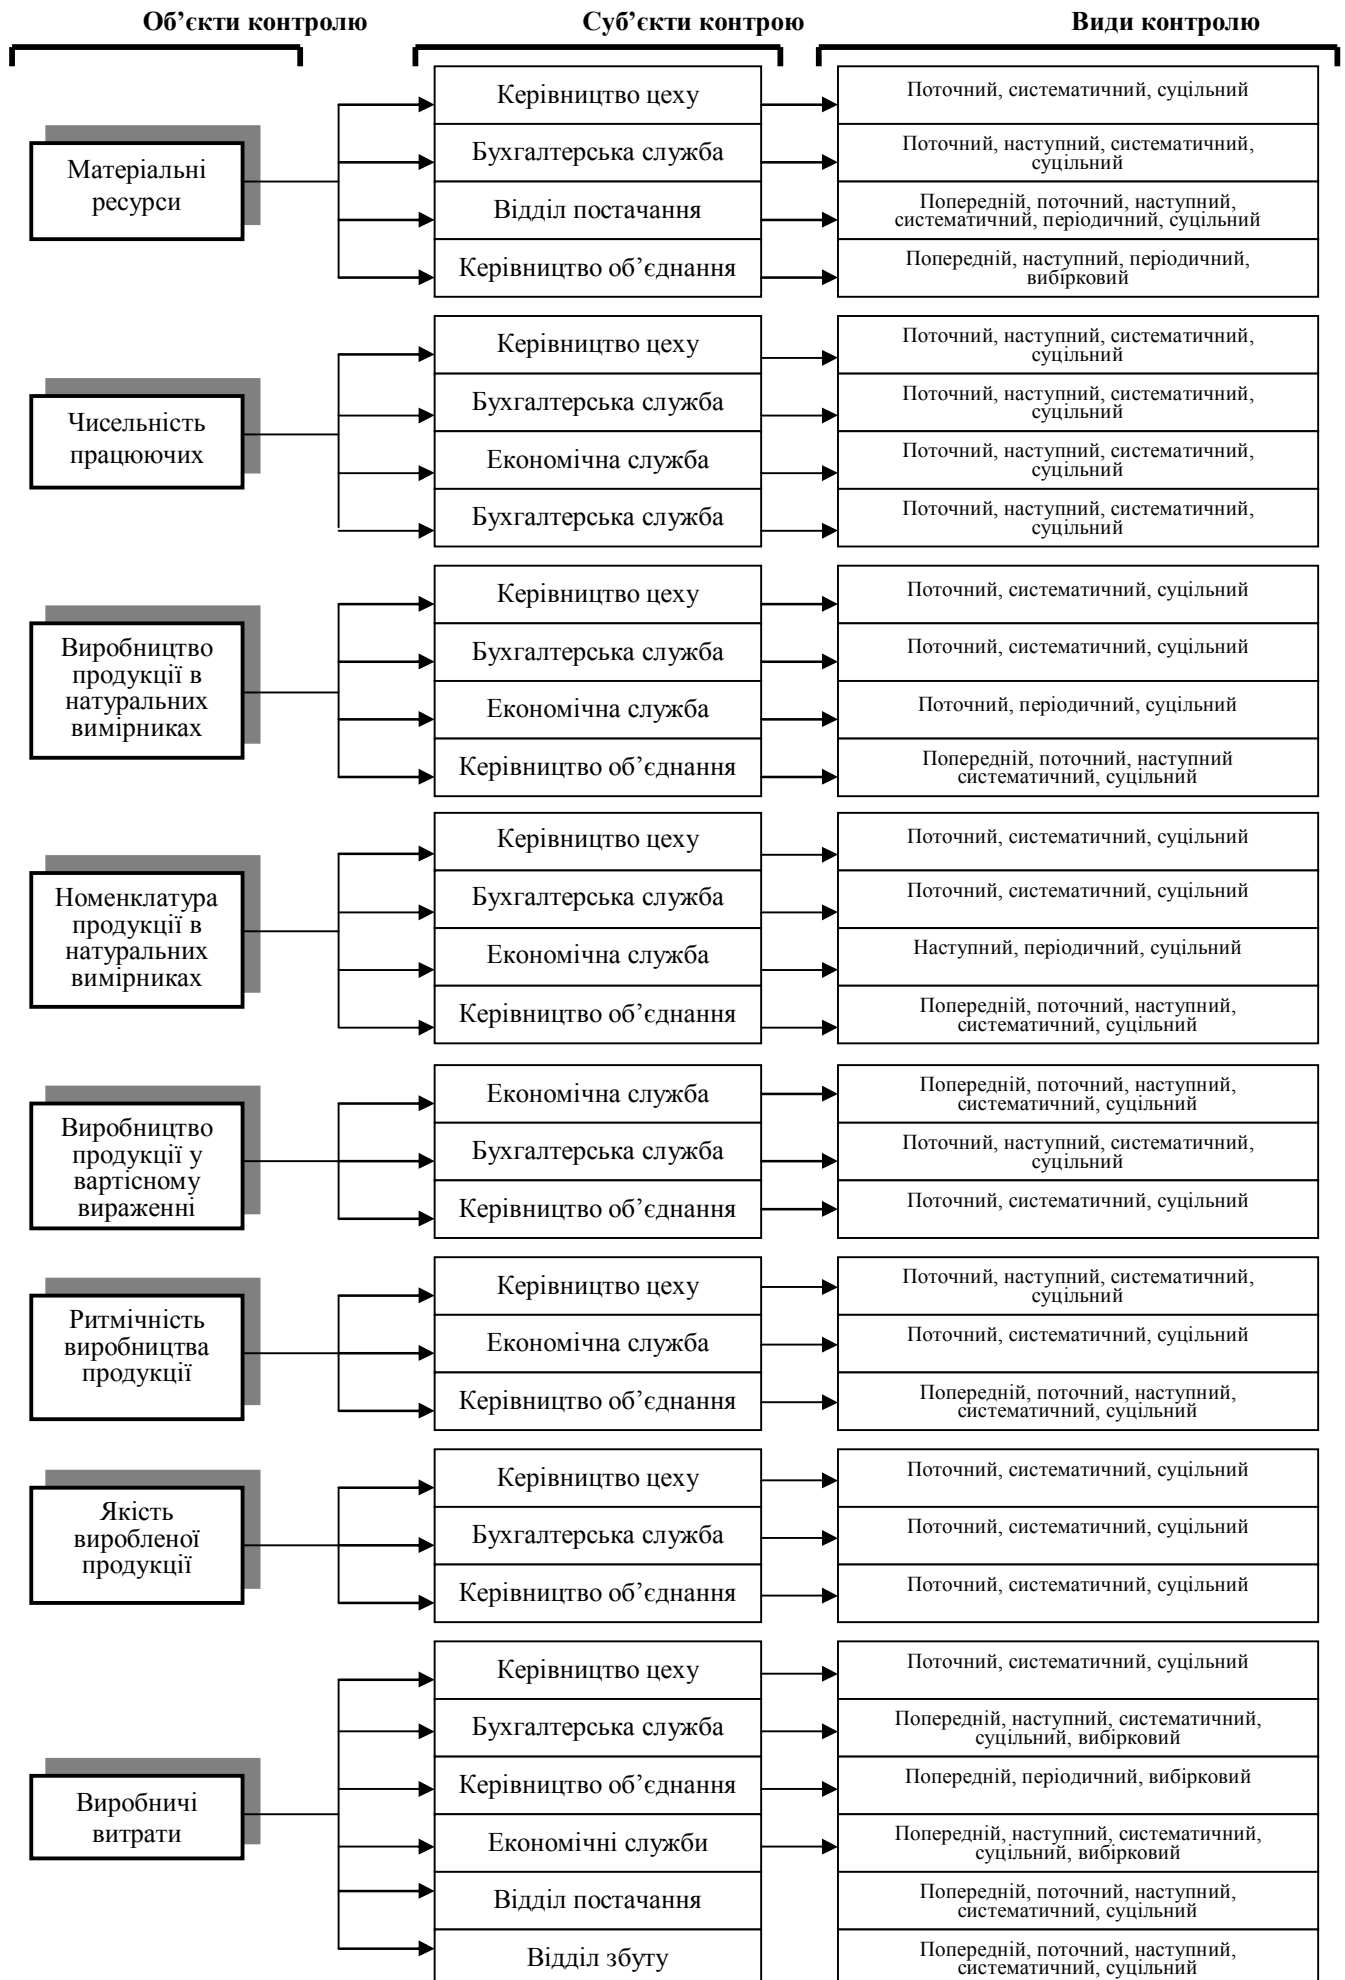 Об’єкти контролю
Суб’єкти контрою
Види контролю
Матеріальні
ресурси
Керівництво цеху
Поточний, систематичний, суцільний
Бухгалтерська служба
Поточний, наступний, систематичний,
суцільний
Відділ постачання
Попередній, поточний, наступний,
систематичний, періодичний, суцільний
Керівництво об’єднання
Попередній, наступний, періодичний,
вибірковий
Чисельність
працюючих
Керівництво цеху
Поточний, наступний, систематичний,
суцільний
Бухгалтерська служба
Поточний, наступний, систематичний,
суцільний
Економічна служба
Поточний, наступний, систематичний,
суцільний
Бухгалтерська служба
Поточний, наступний, систематичний,
суцільний
Виробництво
продукції в
натуральних
вимірниках
Керівництво цеху
Поточний, систематичний, суцільний
Бухгалтерська служба
Поточний, систематичний, суцільний
Економічна служба
Поточний, періодичний, суцільний
Керівництво об’єднання
Попередній, поточний, наступний
систематичний, суцільний
Номенклатура
продукції в
натуральних
вимірниках
Керівництво цеху
Поточний, систематичний, суцільний
Бухгалтерська служба
Поточний, систематичний, суцільний
Економічна служба
Наступний, періодичний, суцільний
Керівництво об’єднання
Попередній, поточний, наступний,
систематичний, суцільний
Виробництво
продукції у
вартісному
вираженні
Економічна служба
Попередній, поточний, наступний,
систематичний, суцільний
Бухгалтерська служба
Поточний, наступний, систематичний,
суцільний
Керівництво об’єднання
Поточний, систематичний, суцільний
Ритмічність
виробництва
продукції
Керівництво цеху
Поточний, наступний, систематичний,
суцільний
Економічна служба
Поточний, систематичний, суцільний
Керівництво об’єднання
Попередній, поточний, наступний,
систематичний, суцільний
Якість
виробленої
продукції
Керівництво цеху
Поточний, систематичний, суцільний
Бухгалтерська служба
Поточний, систематичний, суцільний
Керівництво об’єднання
Поточний, систематичний, суцільний
Виробничі
витрати
Керівництво цеху
Поточний, систематичний, суцільний
Бухгалтерська служба
Попередній, наступний, систематичний,
суцільний, вибірковий
Керівництво об’єднання
Попередній, періодичний, вибірковий
Економічні служби
Попередній, наступний, систематичний,
суцільний, вибірковий
Відділ постачання
Попередній, поточний, наступний,
систематичний, суцільний
Відділ збуту
Попередній, поточний, наступний,
систематичний, суцільний